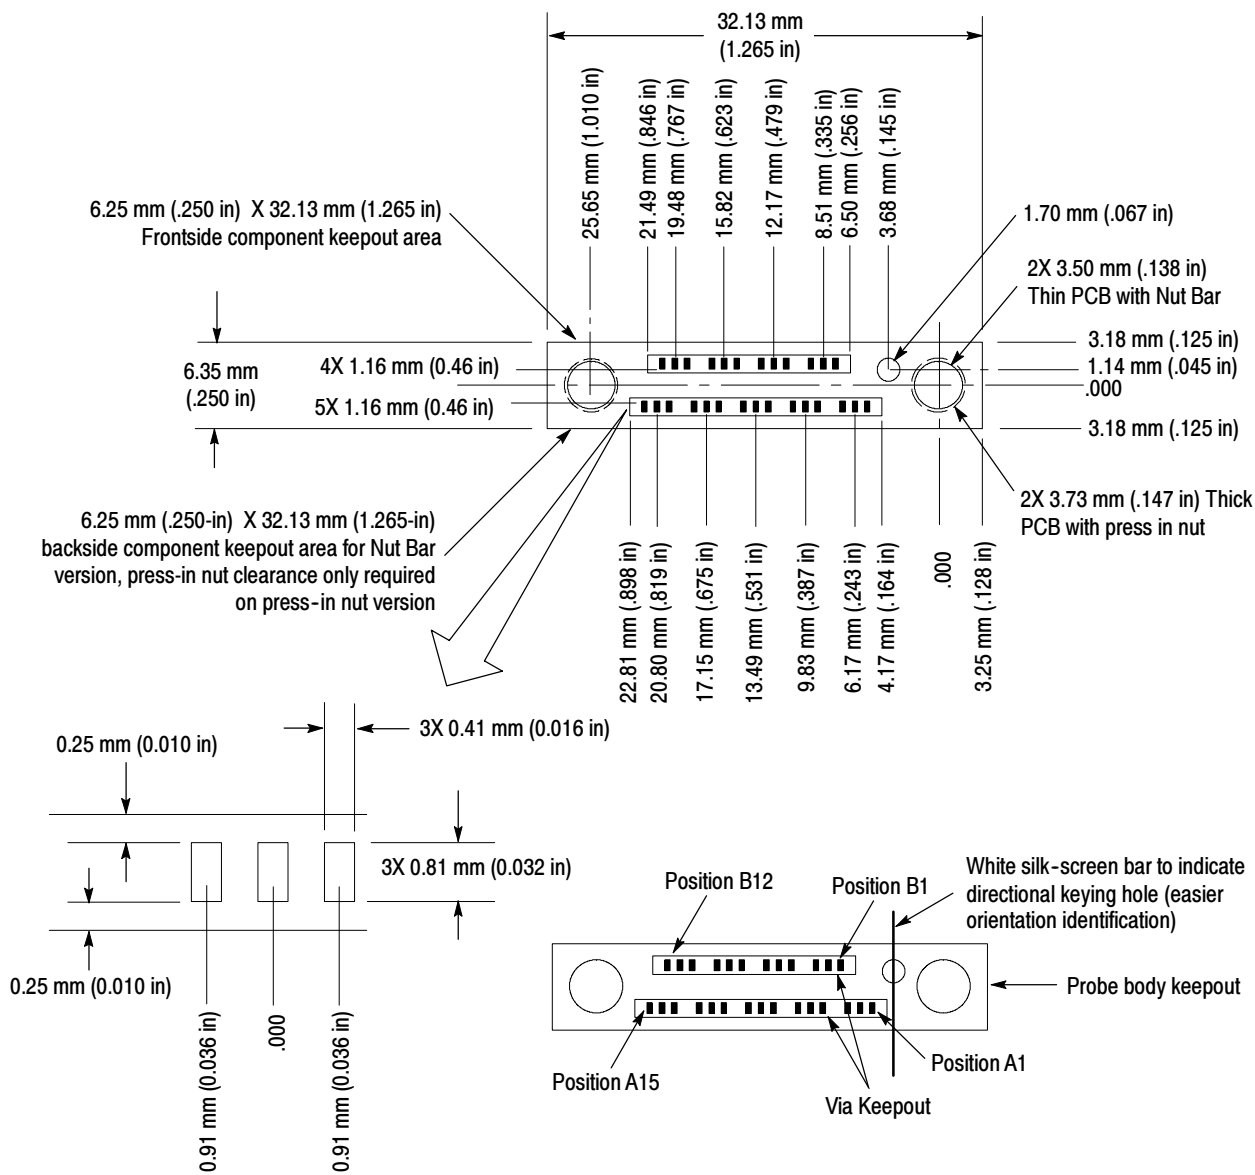 32.13 mm
(1.265 in)
25.65 mm (1.010 in)
21.49 mm (.846 in)
19.48 mm (.767 in)
15.82 mm (.623 in)
12.17 mm (.479 in)
8.51 mm (.335 in)
6.50 mm (.256 in)
3.68 mm (.145 in)
6.25 mm (.250 in) X 32.13 mm (1.265 in)
Frontside component keepout area
1.70 mm (.067 in)
2X 3.50 mm (.138 in)
Thin PCB with Nut Bar
6.35 mm
(.250 in)
4X 1.16 mm (0.46 in)
5X 1.16 mm (0.46 in)
3.18 mm (.125 in)
1.14 mm (.045 in)
.000
3.18 mm (.125 in)
2X 3.73 mm (.147 in) Thick
PCB with press in nut
6.25 mm (.250-in) X 32.13 mm (1.265-in)
backside component keepout area for Nut Bar
version, press-in nut clearance only required
on press-in nut version
22.81 mm (.898 in)
20.80 mm (.819 in)
17.15 mm (.675 in)
13.49 mm (.531 in)
9.83 mm (.387 in)
6.17 mm (.243 in)
4.17 mm (.164 in)
.000
3.25 mm (.128 in)
3X 0.41 mm (0.016 in)
0.25 mm (0.010 in)
3X 0.81 mm (0.032 in)
0.25 mm (0.010 in)
0.91 mm (0.036 in)
.000
0.91 mm (0.036 in)
Position B12
Position B1
White silk-screen bar to indicate
directional keying hole (easier
orientation identification)
Probe body keepout
Position A15
Position A1
Via Keepout